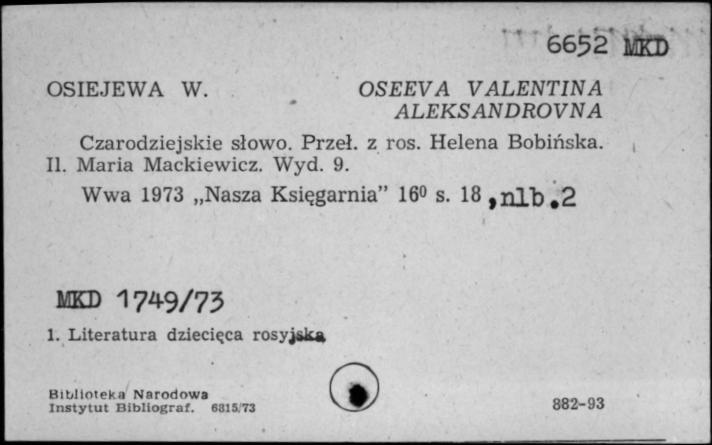 6652 MKD
OSIEJEWA W. OSEEVA VALENTINA
ALEKSANDROVNA
Czarodziejskie słowo. Przeł. z ros. Helena Bobińska.
Il. Maria Mackiewicz. Wyd. 9.
Wwa 1973 „Nasza Księgarnia” 16⁰ s. 18, nlb. 2
MKD 1749/73
1. Literatura dziecięca rosyjska
Biblioteka Narodowa
Instytut Bibliograf. 6815/73
882-93